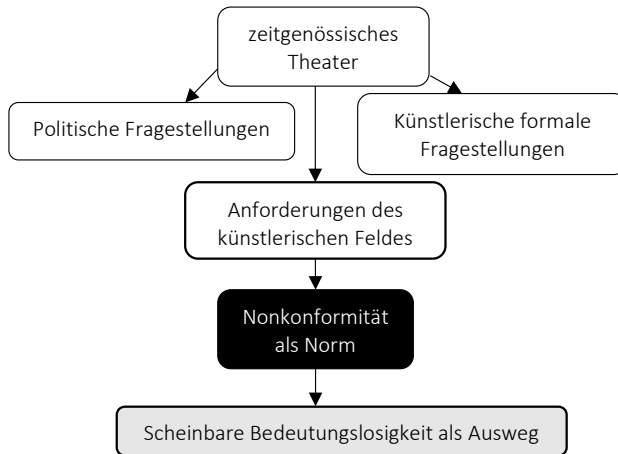 zeitgenössisches
Theater
Politische Fragestellungen
Künstlerische formale
Fragestellungen
Anforderungen des
künstlerischen Feldes
Nonkonformität
als Norm
Scheinbare Bedeutungslosigkeit als Ausweg